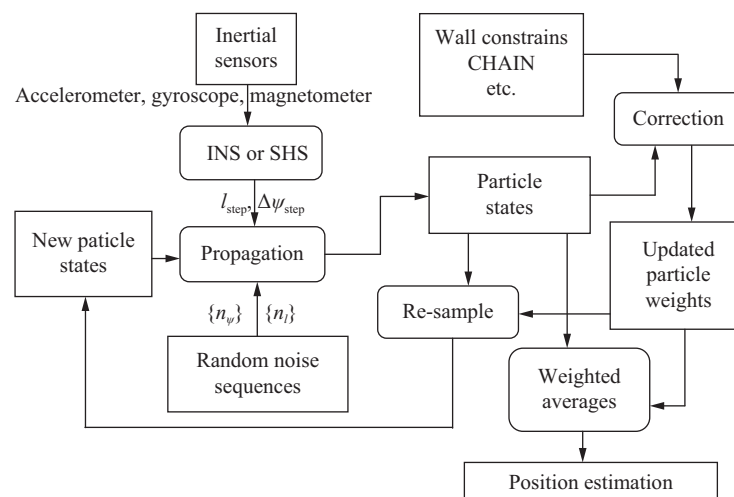 Inertial
sensors
Accelerometer, gyroscope, magnetometer
INS or SHS
l_step, Δψ_step
Wall constrains
CHAIN
etc.
Correction
Particle
states
New paticle
states
Propagation
Updated
particle
weights
{n_ψ} {n_l}
Re-sample
Random noise
sequences
Weighted
averages
Position estimation